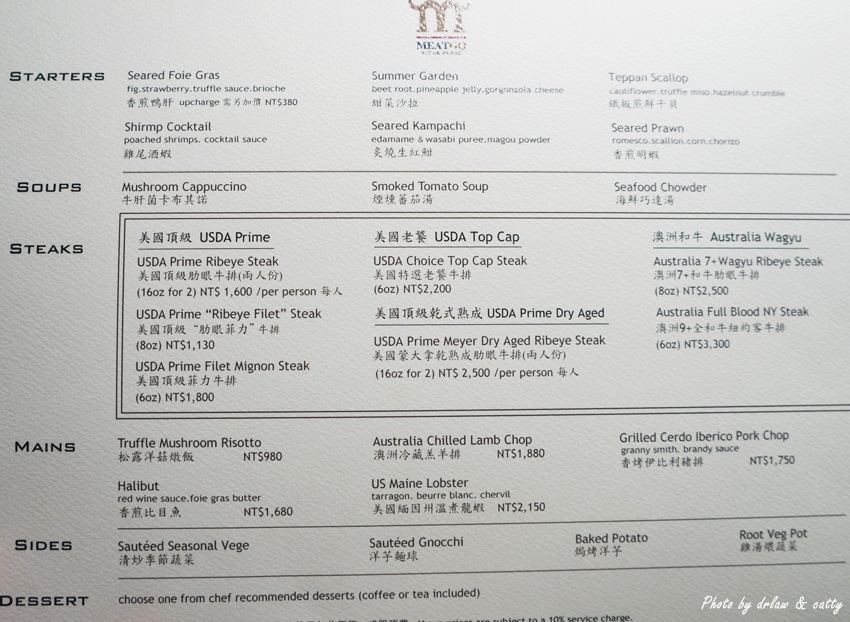 MEATGQ
STEAK HOUSE
STARTERS
Seared Foie Gras
fig.strawberry.truffle sauce.brioche
香煎鴨肝 upcharge 需另加價 NT$380
Summer Garden
beet root.pineapple jelly.gorgonzola cheese
甜菜沙拉
Teppan Scallop
cauliflower.truffle miso.hazelnut crumble
鐵板煎鮮干貝
Shirmp Cocktail
poached shrimps. cocktail sauce
雞尾酒蝦
Seared Kampachi
edamame & wasabi puree.magou powder
炙燒生紅魽
Seared Prawn
romesco.scallion.corn.chorizo
香煎明蝦
SOUPS
Mushroom Cappuccino
牛肝菌卡布其諾
Smoked Tomato Soup
煙燻蕃茄湯
Seafood Chowder
海鮮巧達湯
STEAKS
美國頂級 USDA Prime
USDA Prime Ribeye Steak
美國頂級肋眼牛排(兩人份)
(16oz for 2) NT$ 1,600 /per person 每人
USDA Prime “Ribeye Filet” Steak
美國頂級 “肋眼菲力” 牛排
(8oz) NT$1,130
USDA Prime Filet Mignon Steak
美國頂級菲力牛排
(6oz) NT$1,800
美國老饕 USDA Top Cap
USDA Choice Top Cap Steak
美國特選老饕牛排
(6oz) NT$2,200
美國頂級乾式熟成 USDA Prime Dry Aged
USDA Prime Meyer Dry Aged Ribeye Steak
美國蒙大拿乾熟成肋眼牛排(兩人份)
(16oz for 2) NT$ 2,500 /per person 每人
澳洲和牛 Australia Wagyu
Australia 7+Wagyu Ribeye Steak
澳洲7+和牛肋眼牛排
(8oz) NT$2,500
Australia Full Blood NY Steak
澳洲9+全和牛紐約客牛排
(6oz) NT$3,300
MAINS
Truffle Mushroom Risotto
松露洋菇燉飯 NT$980
Australia Chilled Lamb Chop
澳洲冷藏羔羊排 NT$1,880
Grilled Cerdo Iberico Pork Chop
granny smith. brandy sauce
香烤伊比利豬排 NT$1,750
Halibut
red wine sauce.foie gras butter
香煎比目魚 NT$1,680
US Maine Lobster
tarragon. beurre blanc. chervil
美國緬因州溫煮龍蝦 NT$2,150
SIDES
Sautéed Seasonal Vege
清炒季節蔬菜
Sautéed Gnocchi
洋芋麵球
Baked Potato
焗烤洋芋
Root Veg Pot
雞湯煨蔬菜
DESSERT
choose one from chef recommended desserts (coffee or tea included)
prices are subject to a 10% service charge.
Photo by drlaw & catty